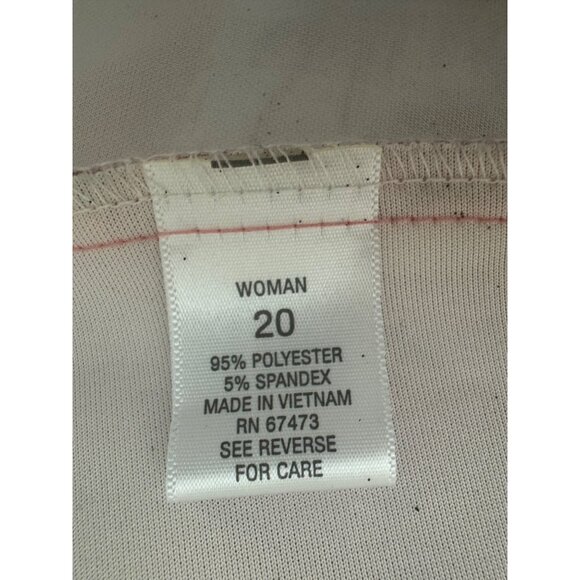 WOMAN
20
95% POLYESTER
5% SPANDEX
MADE IN VIETNAM
RN 67473
SEE REVERSE
FOR CARE